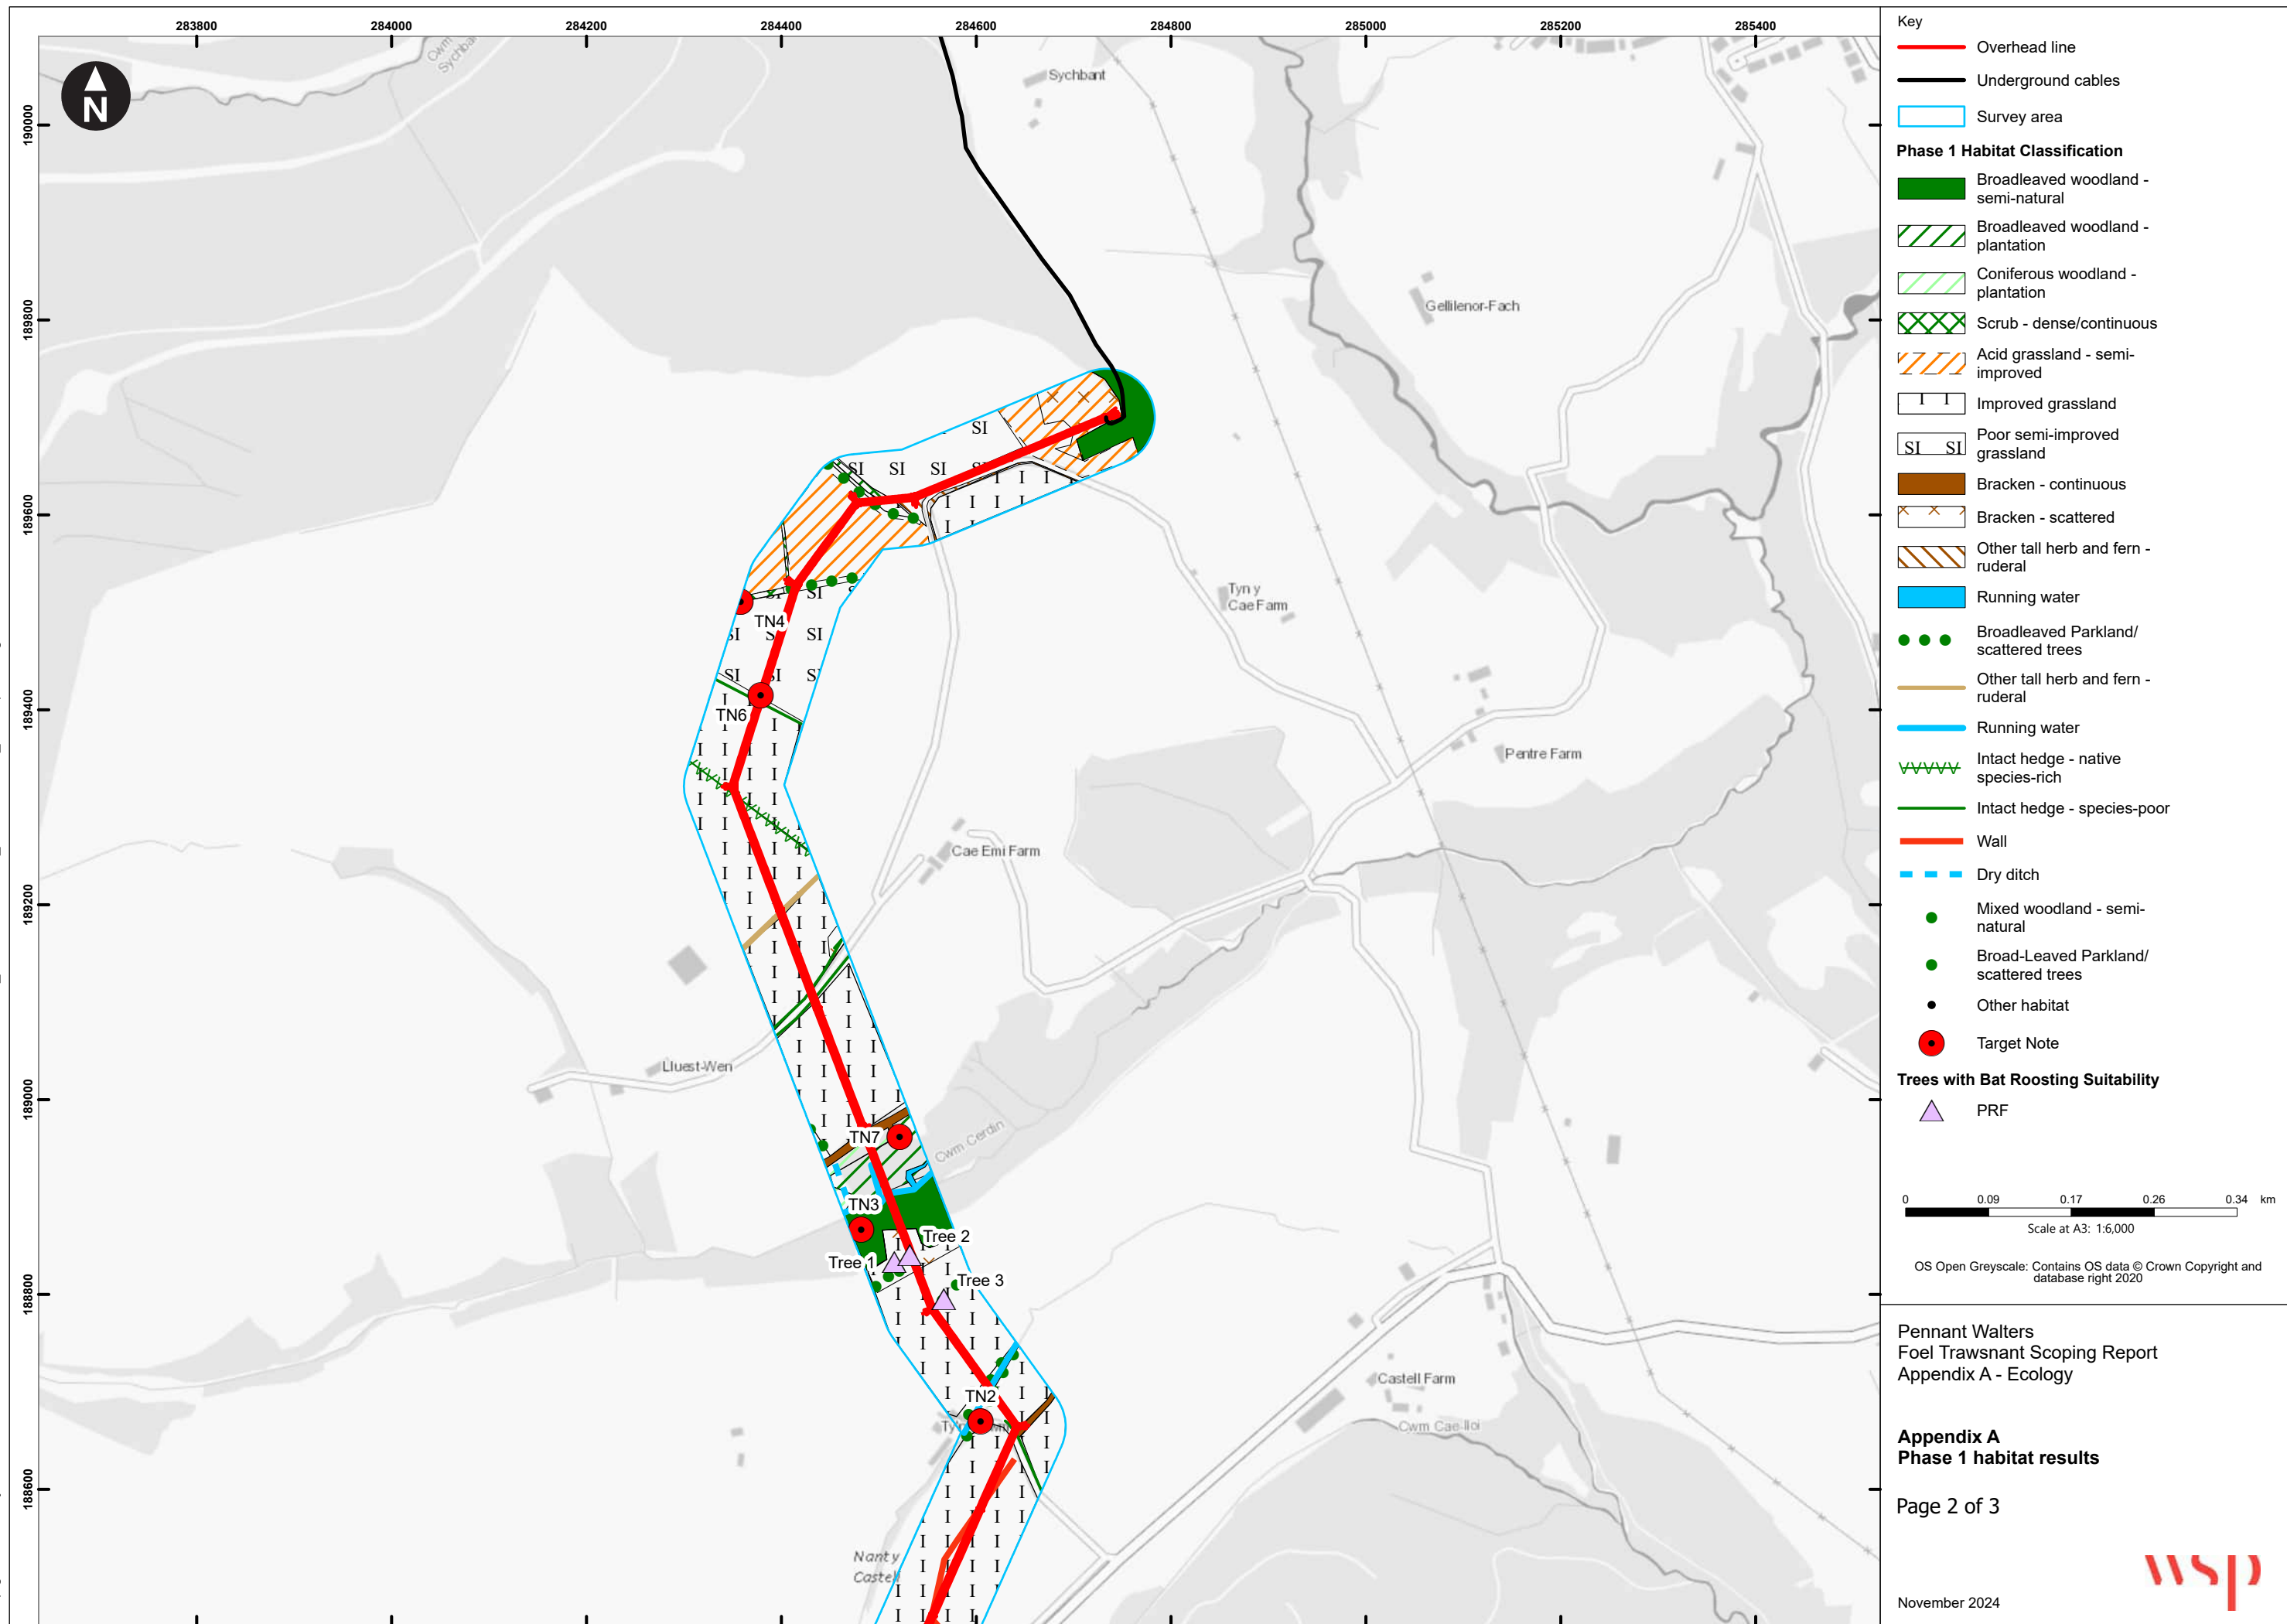 283800 284000 284200 284400 284600 284800 285000 285200 285400
190000
189800
189600
189400
189200
189000
188800
188600
N
Cwm
Sychbant
Gellilenor-Fach
Tyn y
Cae Farm
Pentre Farm
Cae Emi Farm
Lluest-Wen
Cwm Cerdin
Castell Farm
Cwm Cae-lloi
Nant y
Castell
SI
SI SI SI
TN4
SI
SI
TN6
TN7
TN3
Tree 2
Tree 1
Tree 3
TN2
Key
Overhead line
Underground cables
Survey area
Phase 1 Habitat Classification
Broadleaved woodland -
semi-natural
Broadleaved woodland -
plantation
Coniferous woodland -
plantation
Scrub - dense/continuous
Acid grassland - semi-
improved
I I
Improved grassland
SI SI
Poor semi-improved
grassland
Bracken - continuous
Bracken - scattered
Other tall herb and fern -
ruderal
Running water
Broadleaved Parkland/
scattered trees
Other tall herb and fern -
ruderal
Running water
Intact hedge - native
species-rich
Intact hedge - species-poor
Wall
Dry ditch
Mixed woodland - semi-
natural
Broad-Leaved Parkland/
scattered trees
Other habitat
Target Note
Trees with Bat Roosting Suitability
PRF
0 0.09 0.17 0.26 0.34 km
Scale at A3: 1:6,000
OS Open Greyscale: Contains OS data © Crown Copyright and
database right 2020
Pennant Walters
Foel Trawsnant Scoping Report
Appendix A - Ecology
Appendix A
Phase 1 habitat results
Page 2 of 3
November 2024
wsp